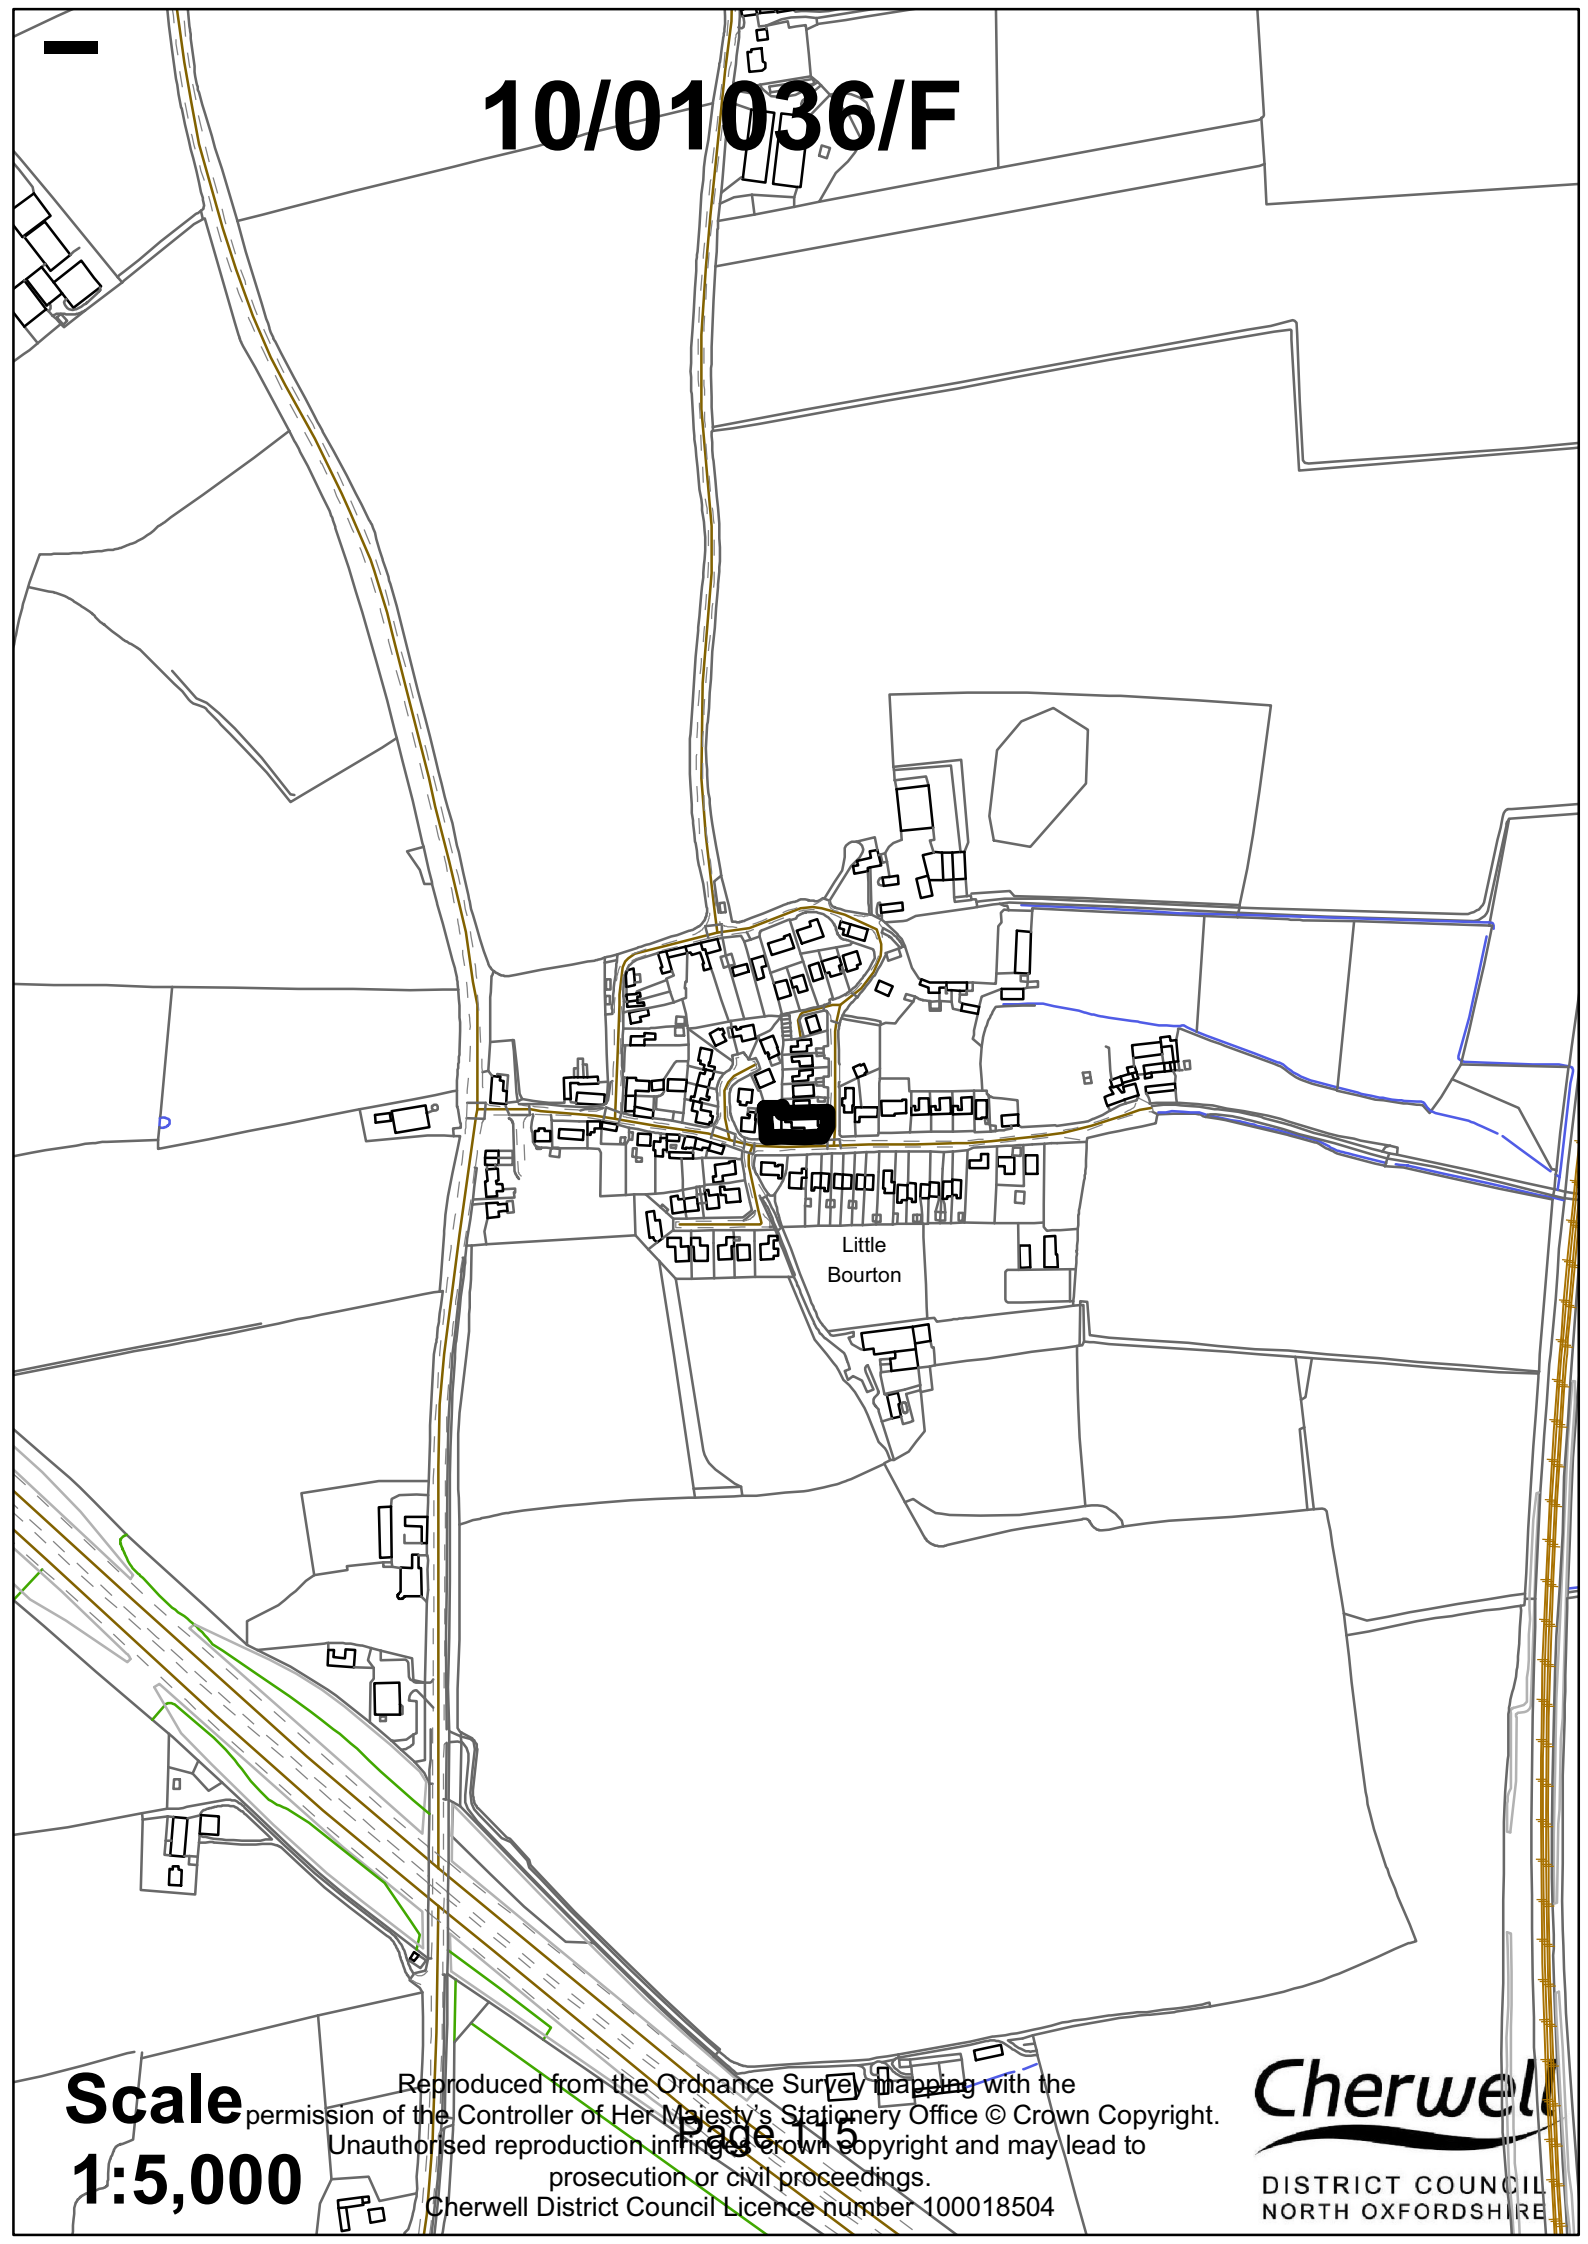 10/01036/F
Little
Bourton
Scale
1:5,000
Reproduced from the Ordnance Survey mapping with the
permission of the Controller of Her Majesty's Stationery Office © Crown Copyright.
Unauthorised reproduction infringes crown copyright and may lead to
prosecution or civil proceedings.
Cherwell District Council Licence number 100018504
Page 115
Cherwell
DISTRICT COUNCIL
NORTH OXFORDSHIRE